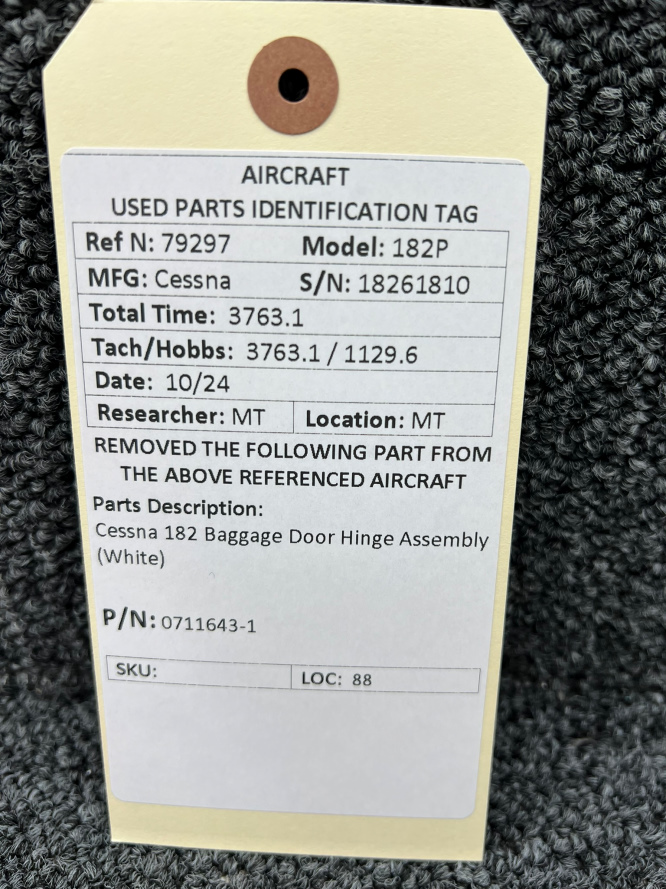 AIRCRAFT
USED PARTS IDENTIFICATION TAG
Ref N: 79297 Model: 182P
MFG: Cessna S/N: 18261810
Total Time: 3763.1
Tach/Hobbs: 3763.1 / 1129.6
Date: 10/24
Researcher: MT Location: MT
REMOVED THE FOLLOWING PART FROM
THE ABOVE REFERENCED AIRCRAFT
Parts Description:
Cessna 182 Baggage Door Hinge Assembly
(White)
P/N: 0711643-1
SKU: LOC: 88